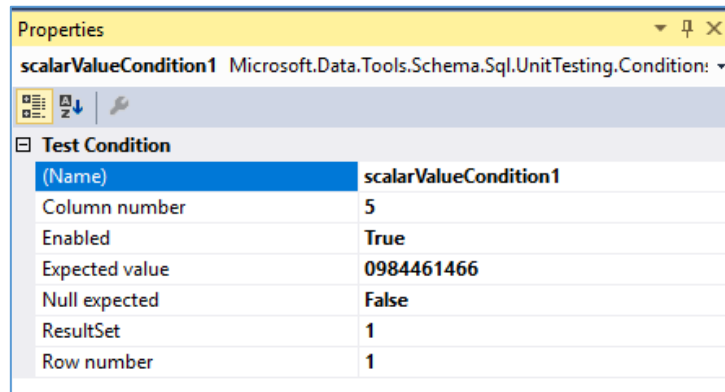 Properties
scalarValueCondition1 Microsoft.Data.Tools.Schema.Sql.UnitTesting.Condition:
Test Condition
(Name) scalarValueCondition1
Column number 5
Enabled True
Expected value 0984461466
Null expected False
ResultSet 1
Row number 1